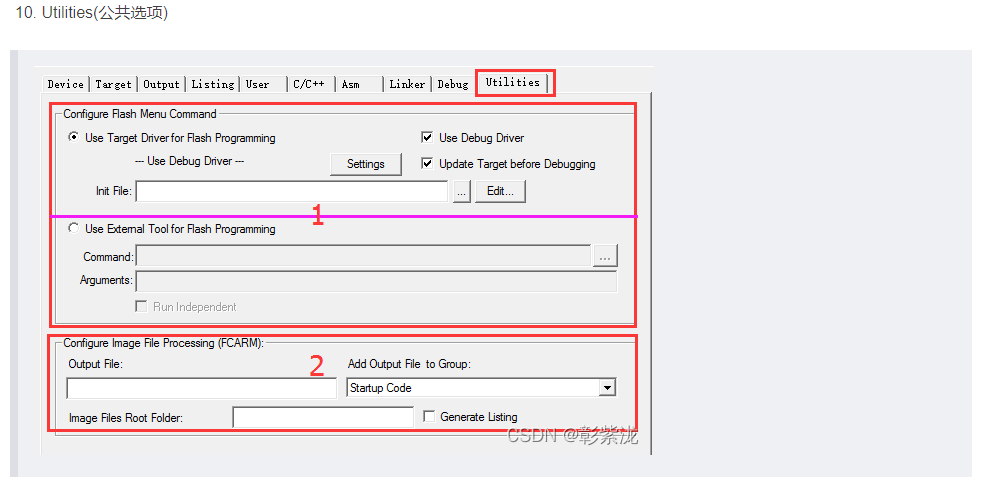 10. Utilities(公共选项)
Device Target Output Listing User C/C++ Asm Linker Debug Utilities
Configure Flash Menu Command
Use Target Driver for Flash Programming Use Debug Driver
--- Use Debug Driver --- Settings Update Target before Debugging
Init File: ... Edit...
1
Use External Tool for Flash Programming
Command: ...
Arguments:
Run Independent
Configure Image File Processing (FCARM):
Output File: 2 Add Output File to Group:
Startup Code
Image Files Root Folder: Generate Listing
CSDN @彰紫泷